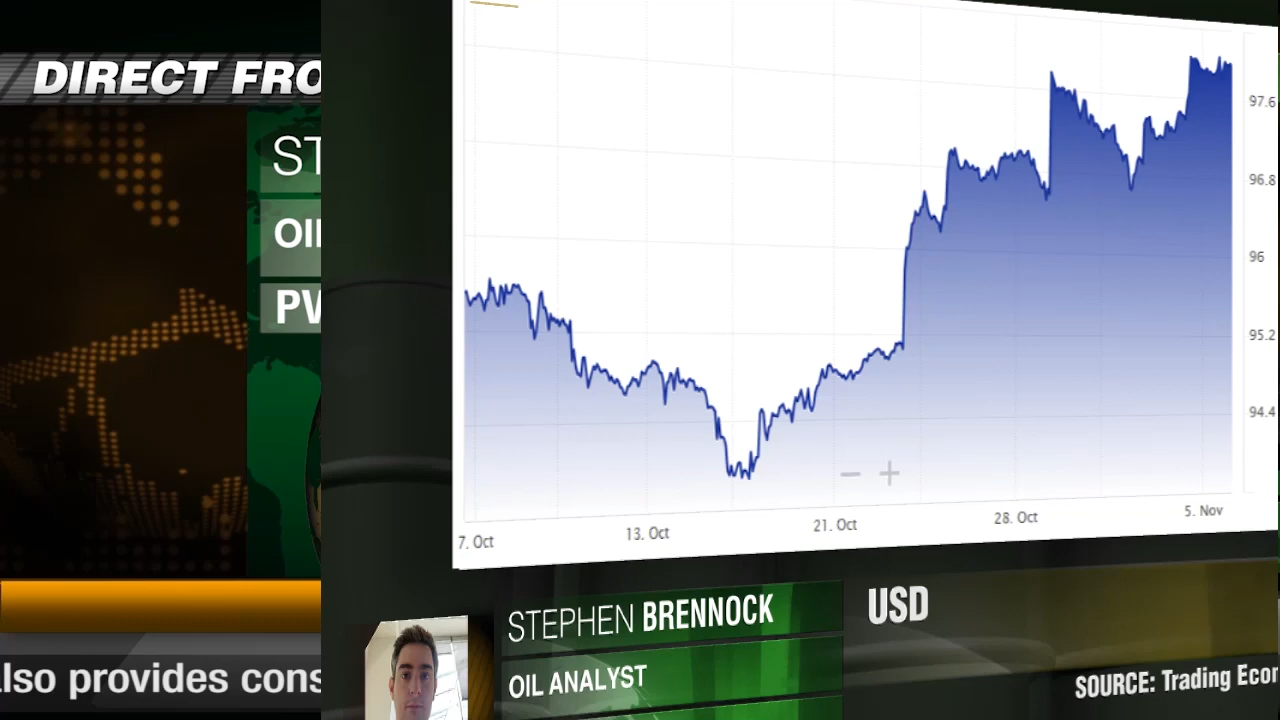 DIRECT FRO
ST
OI
PV
lso provides cons
97.6
96.8
96
95.2
94.4
7. Oct
13. Oct
21. Oct
28. Oct
5. Nov
STEPHEN BRENNOCK
OIL ANALYST
USD
SOURCE: Trading Econ